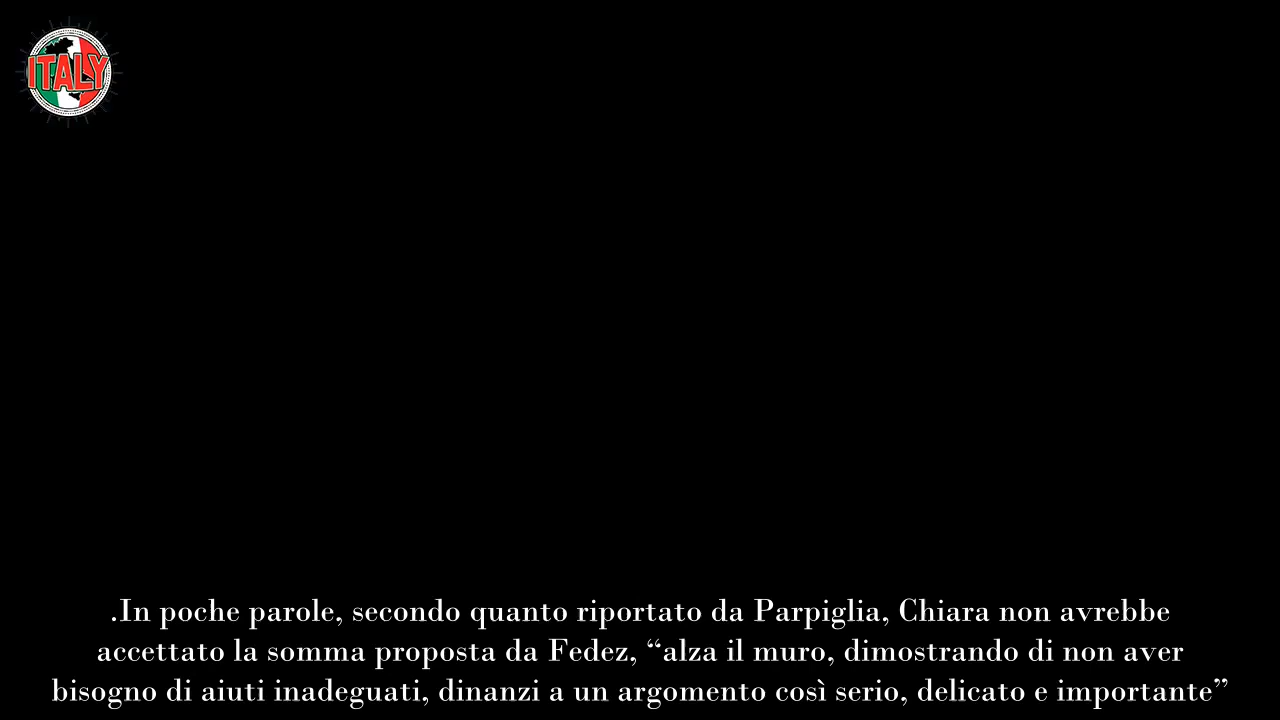 ITALY
.In poche parole, secondo quanto riportato da Parpiglia, Chiara non avrebbe
accettato la somma proposta da Fedez, “alza il muro, dimostrando di non aver
bisogno di aiuti inadeguati, dinanzi a un argomento così serio, delicato e importante”